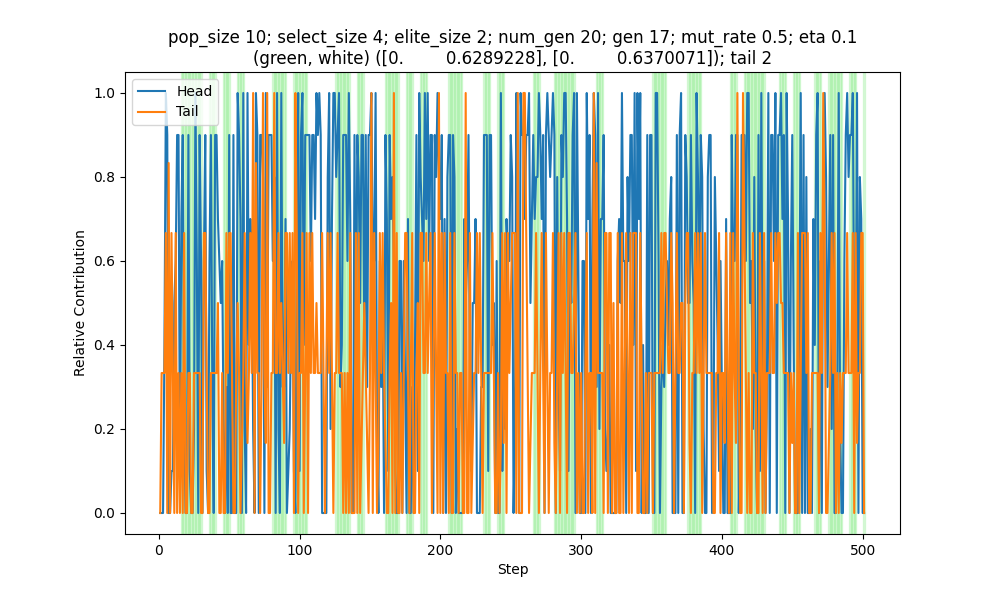 pop_size 10; select_size 4; elite_size 2; num_gen 20; gen 17; mut_rate 0.5; eta 0.1
(green, white) ([0. 0.6289228], [0. 0.6370071]); tail 2
Head
Tail
Relative Contribution
1.0
0.8
0.6
0.4
0.2
0.0
0 100 200 300 400 500
Step